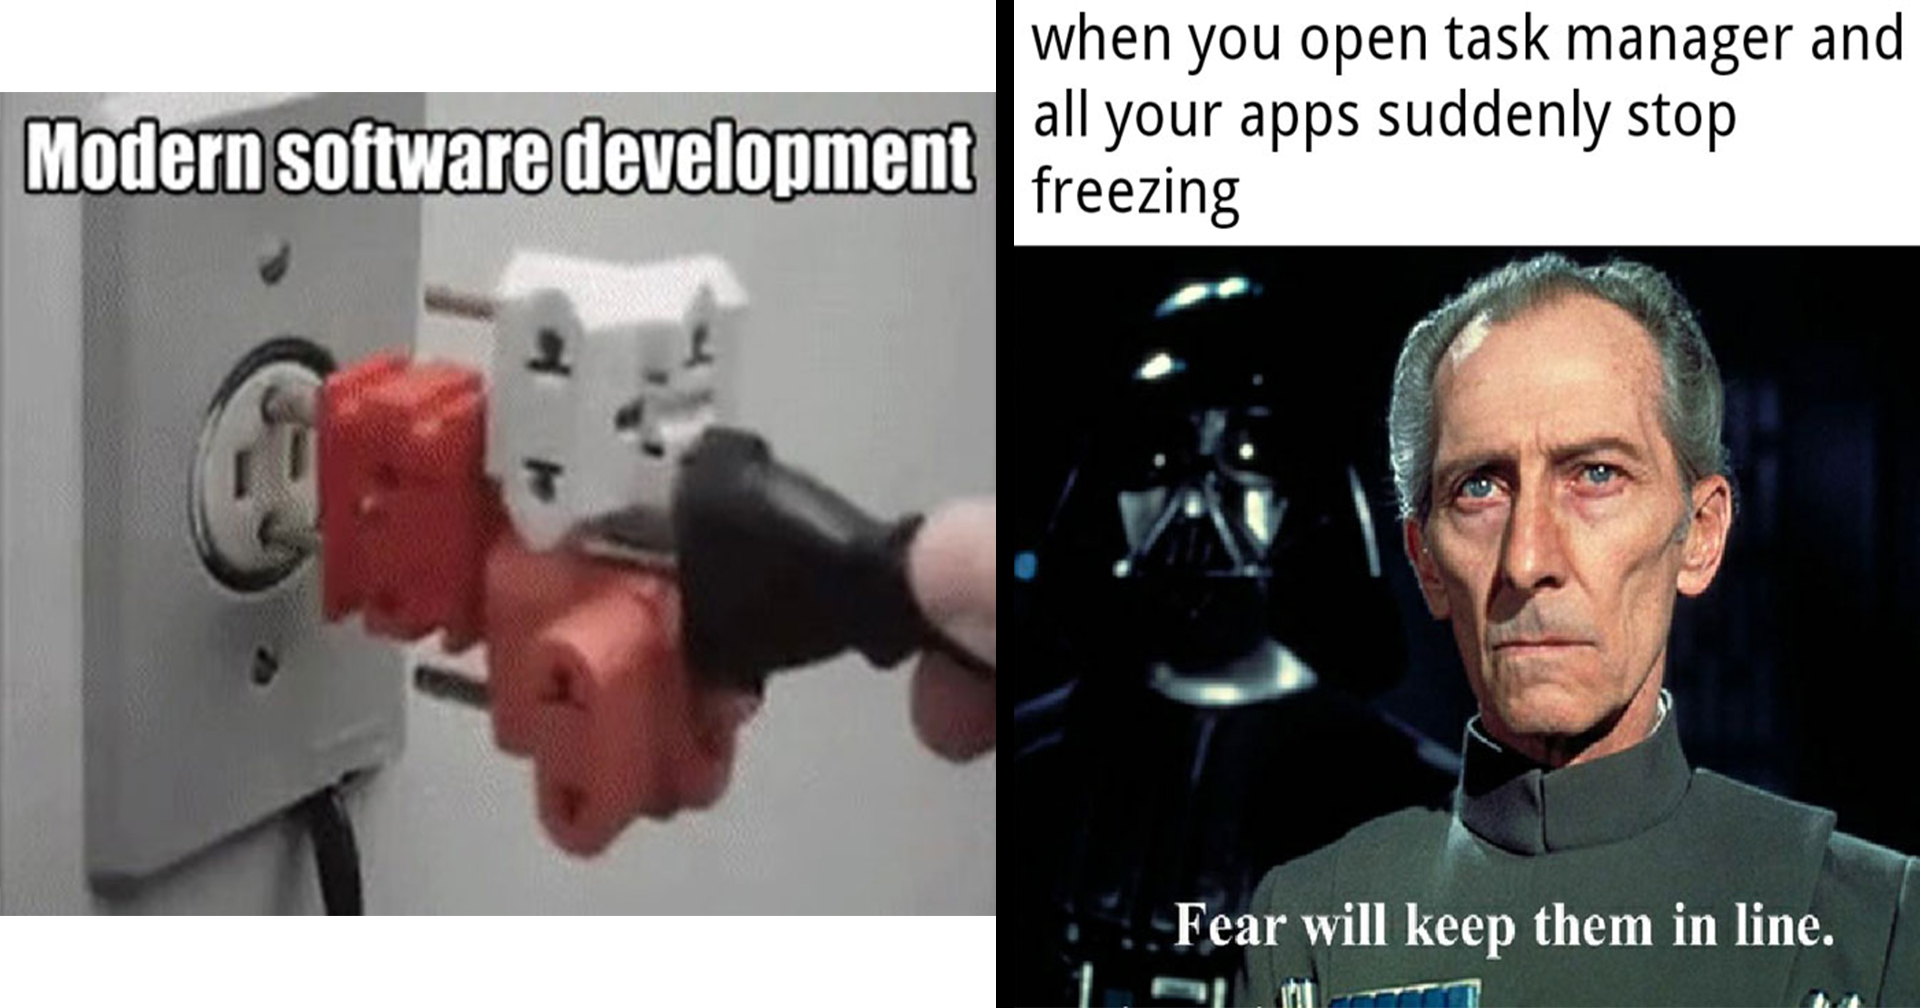 Modern software development
when you open task manager and
all your apps suddenly stop
freezing
Fear will keep them in line.